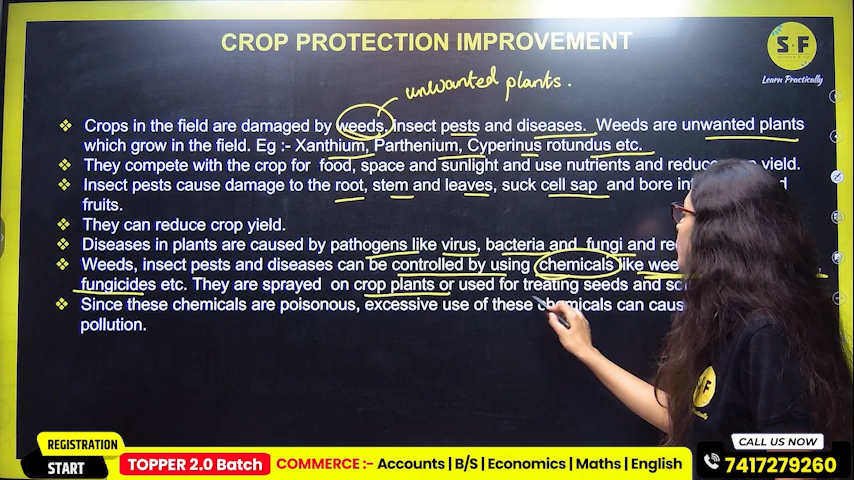 CROP PROTECTION IMPROVEMENT
S F
Learn Practically
unwanted plants.
❖ Crops in the field are damaged by weeds, insect pests and diseases. Weeds are unwanted plants
which grow in the field. Eg :- Xanthium, Parthenium, Cyperinus rotundus etc.
❖ They compete with the crop for food, space and sunlight and use nutrients and reduce yield.
❖ Insect pests cause damage to the root, stem and leaves, suck cell sap and bore
fruits.
❖ They can reduce crop yield.
❖ Diseases in plants are caused by pathogens like virus, bacteria and fungi and
❖ Weeds, insect pests and diseases can be controlled by using chemicals like
fungicides etc. They are sprayed on crop plants or used for treating seeds and
❖ Since these chemicals are poisonous, excessive use of these chemicals can
pollution.
SF
REGISTRATION
START
TOPPER 2.0 Batch
COMMERCE :- Accounts | B/S | Economics | Maths | English
CALL US NOW
7417279260